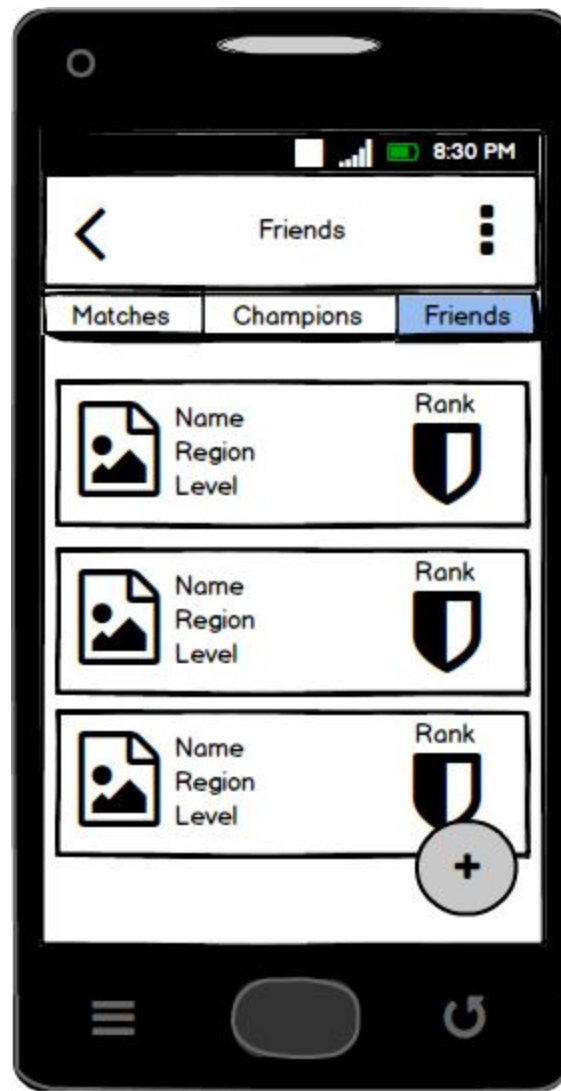 8:30 PM
Friends
Matches Champions Friends
Name
Region
Level
Rank
Name
Region
Level
Rank
Name
Region
Level
Rank
+